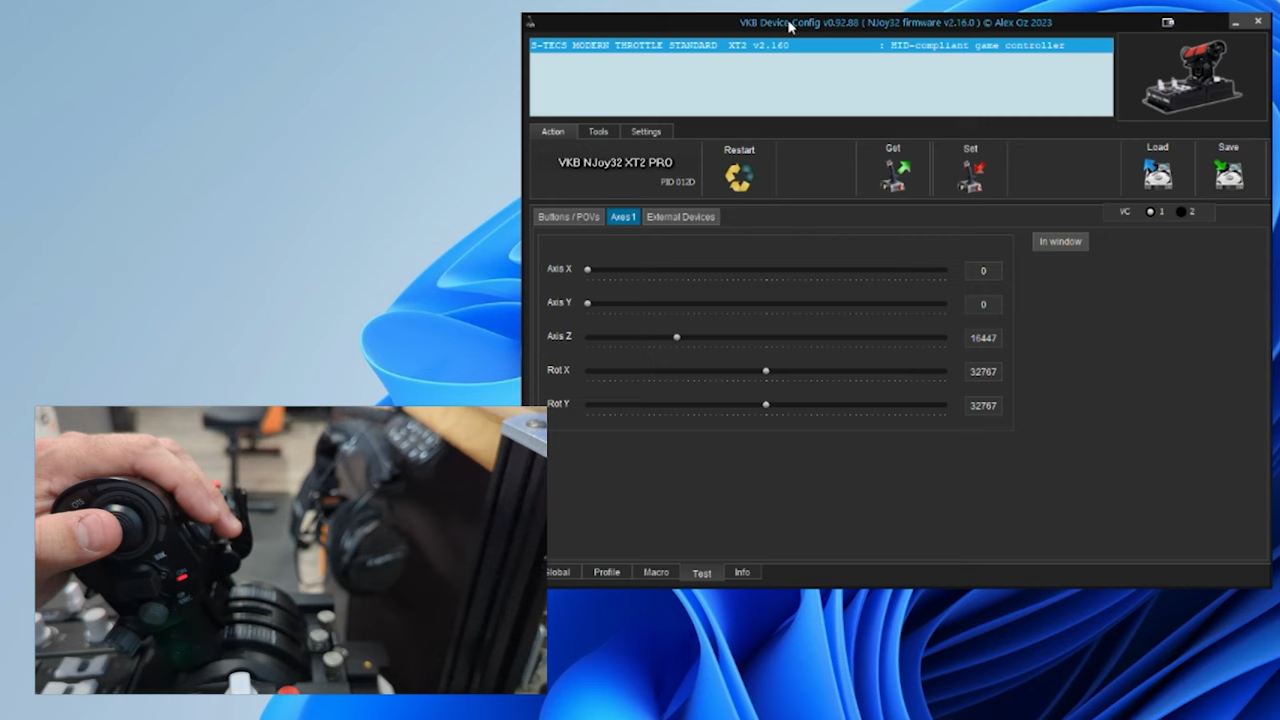 VKB Device Config v0.92.88 ( NJoy32 firmware v2.16.0 ) © Alex Oz 2023
S-TECS MODERN THROTTLE STANDARD XT2 v2.160 : HID-compliant game controller
Action Tools Settings
VKB NJoy32 XT2 PRO
PID 012D
Restart
Get
Set
Load
Save
Buttons / POVs Axes1 External Devices
VC 1 2
In window
Axis X 0
Axis Y 0
Axis Z 16447
Rot X 32767
Rot Y 32767
Global Profile Macro Test Info